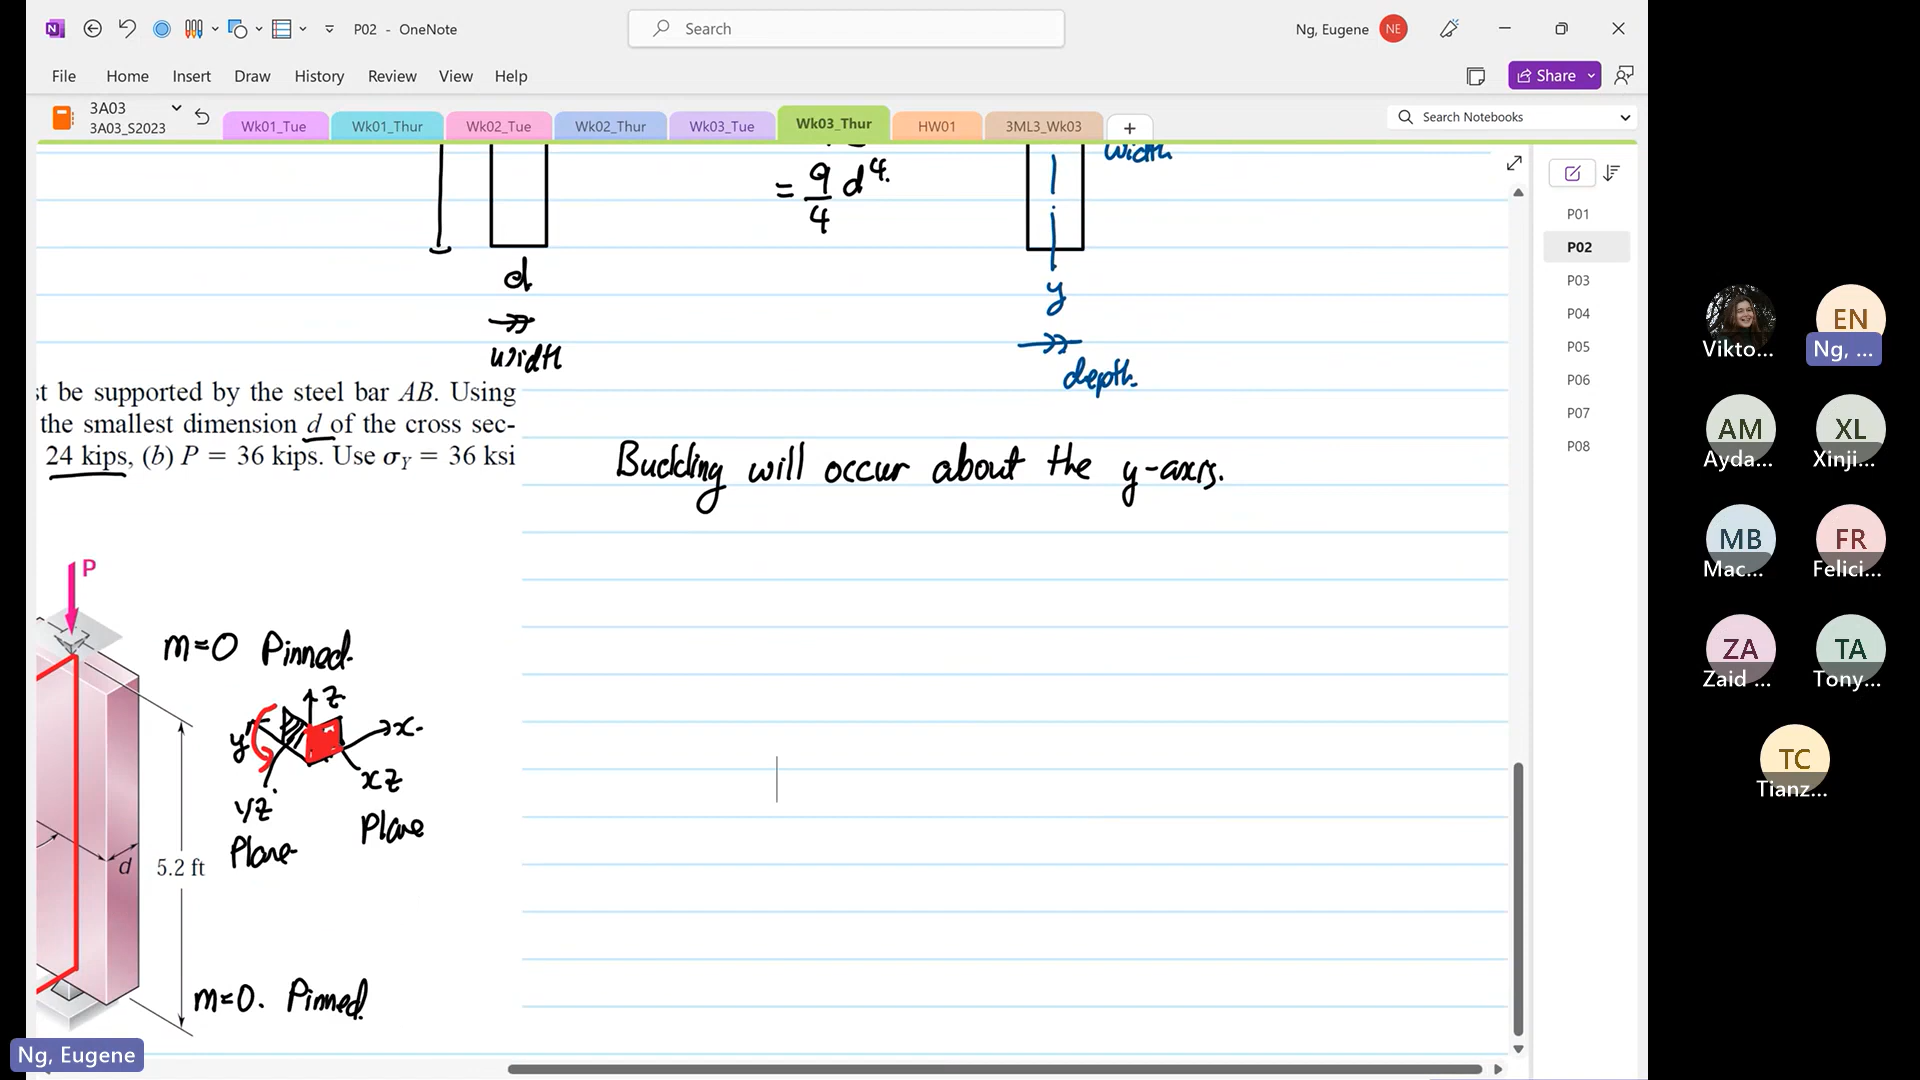 P02 - OneNote
Search
Ng, Eugene
NE
File Home Insert Draw History Review View Help
Share
3A03
3A03_S2023
Wk01_Tue Wk01_Thur Wk02_Tue Wk02_Thur Wk03_Tue Wk03_Thur HW01 3ML3_Wk03 +
Search Notebooks
P01
P02
P03
P04
P05
P06
P07
P08
width
= 9/4 d⁴.
d
width
y
depth.
st be supported by the steel bar AB. Using
the smallest dimension d of the cross sec-
24 kips, (b) P = 36 kips. Use σY = 36 ksi
Buckling will occur about the y-axis.
P
m=0 Pinned.
z
x
y
xz
Plane
yz
Plane
d
5.2 ft
m=0. Pinned.
Ng, Eugene
Vikto...
EN
Ng, ...
AM
Ayda...
XL
Xinji...
MB
Mac...
FR
Felici...
ZA
Zaid ...
TA
Tony...
TC
Tianz...